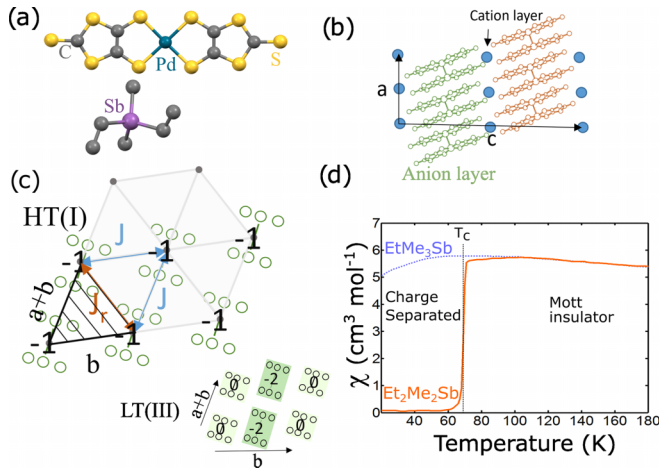 (a)
C
Pd
S
Sb
(b)
Cation layer
a
c
Anion layer
(c)
HT(I)
-1
-1
-1
J
J
Jr
a+b
-1
-1
b
LT(III)
a+b
0
-2
0
0
-2
0
b
(d)
Tc
7
6
5
4
3
2
1
0
χ (cm³ mol⁻¹)
EtMe₃Sb
Charge
Separated
Mott
insulator
Et₂Me₂Sb
20 40 60 80 100 120 140 160 180
Temperature (K)